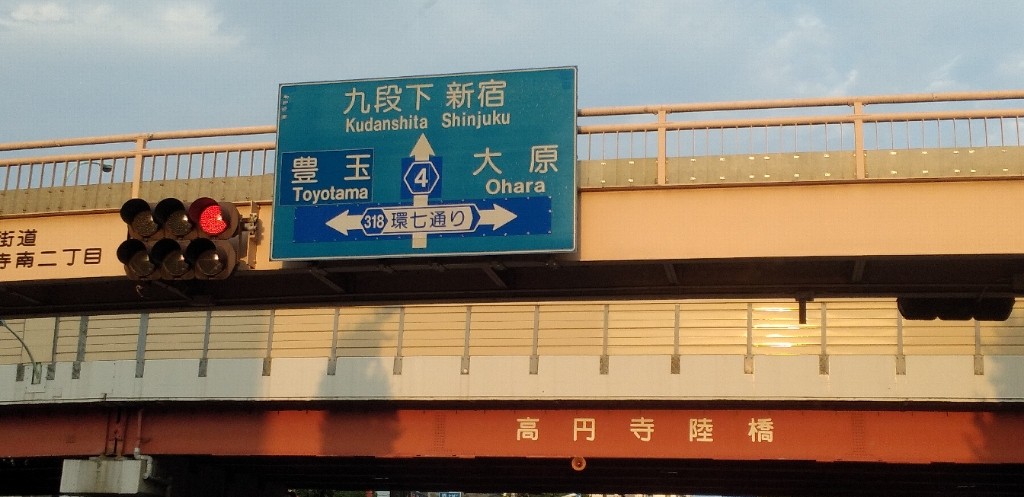 九段下 新宿
Kudanshita Shinjuku
豊玉
Toyotama
4
大原
Ohara
318 環七通り
街道
寺南二丁目
高円寺陸橋